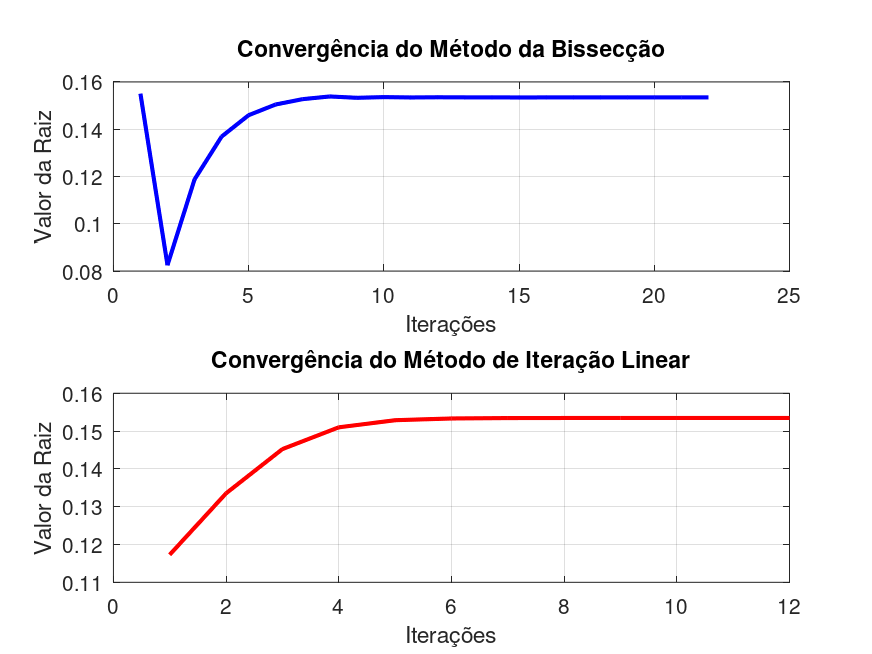 Convergência do Método da Bissecção
Valor da Raiz
0.16
0.14
0.12
0.1
0.08
0 5 10 15 20 25
Iterações
Convergência do Método de Iteração Linear
Valor da Raiz
0.16
0.15
0.14
0.13
0.12
0.11
0 2 4 6 8 10 12
Iterações